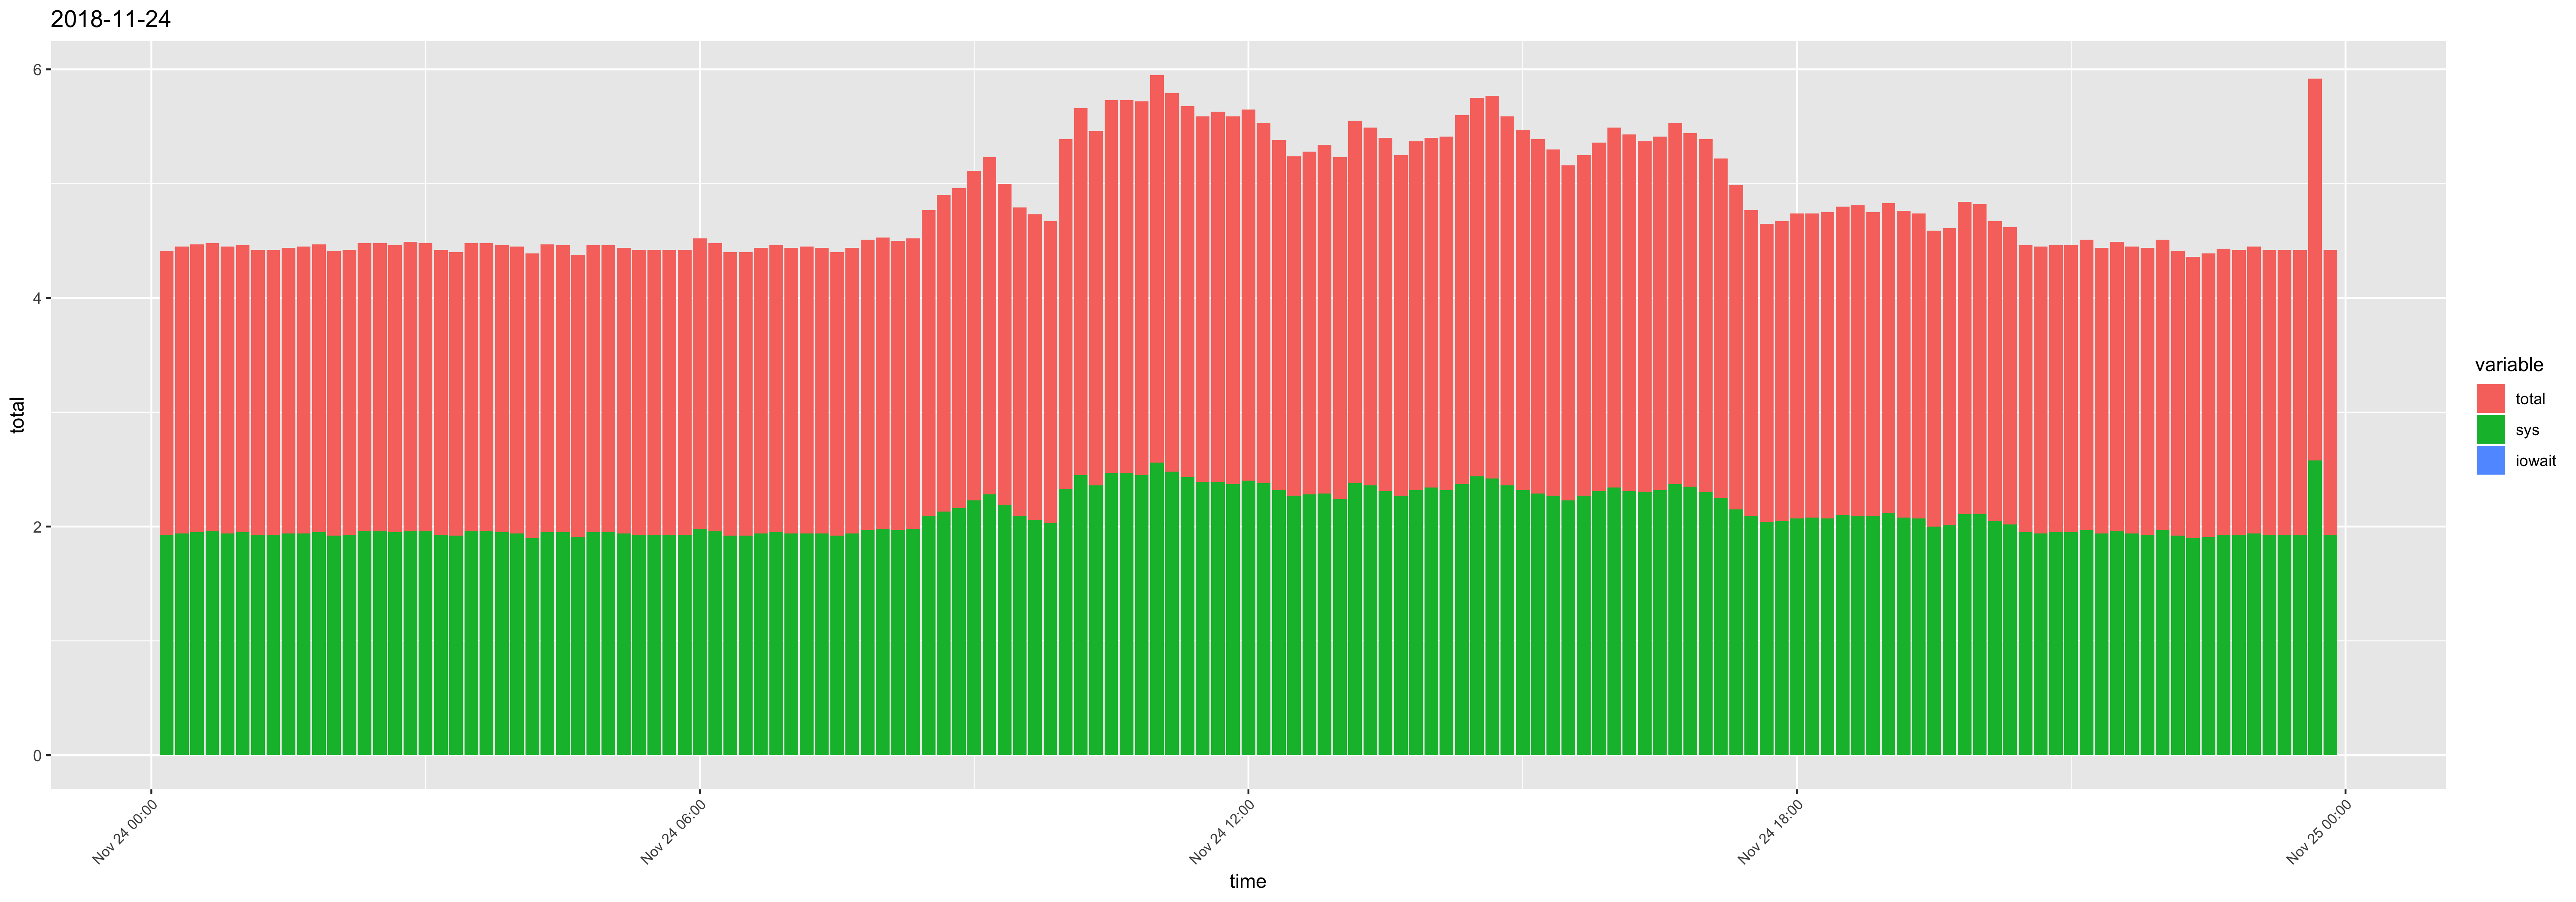 2018-11-24
6
4
2
0
total
Nov 24 00:00
Nov 24 06:00
Nov 24 12:00
Nov 24 18:00
Nov 25 00:00
time
variable
total
sys
iowait